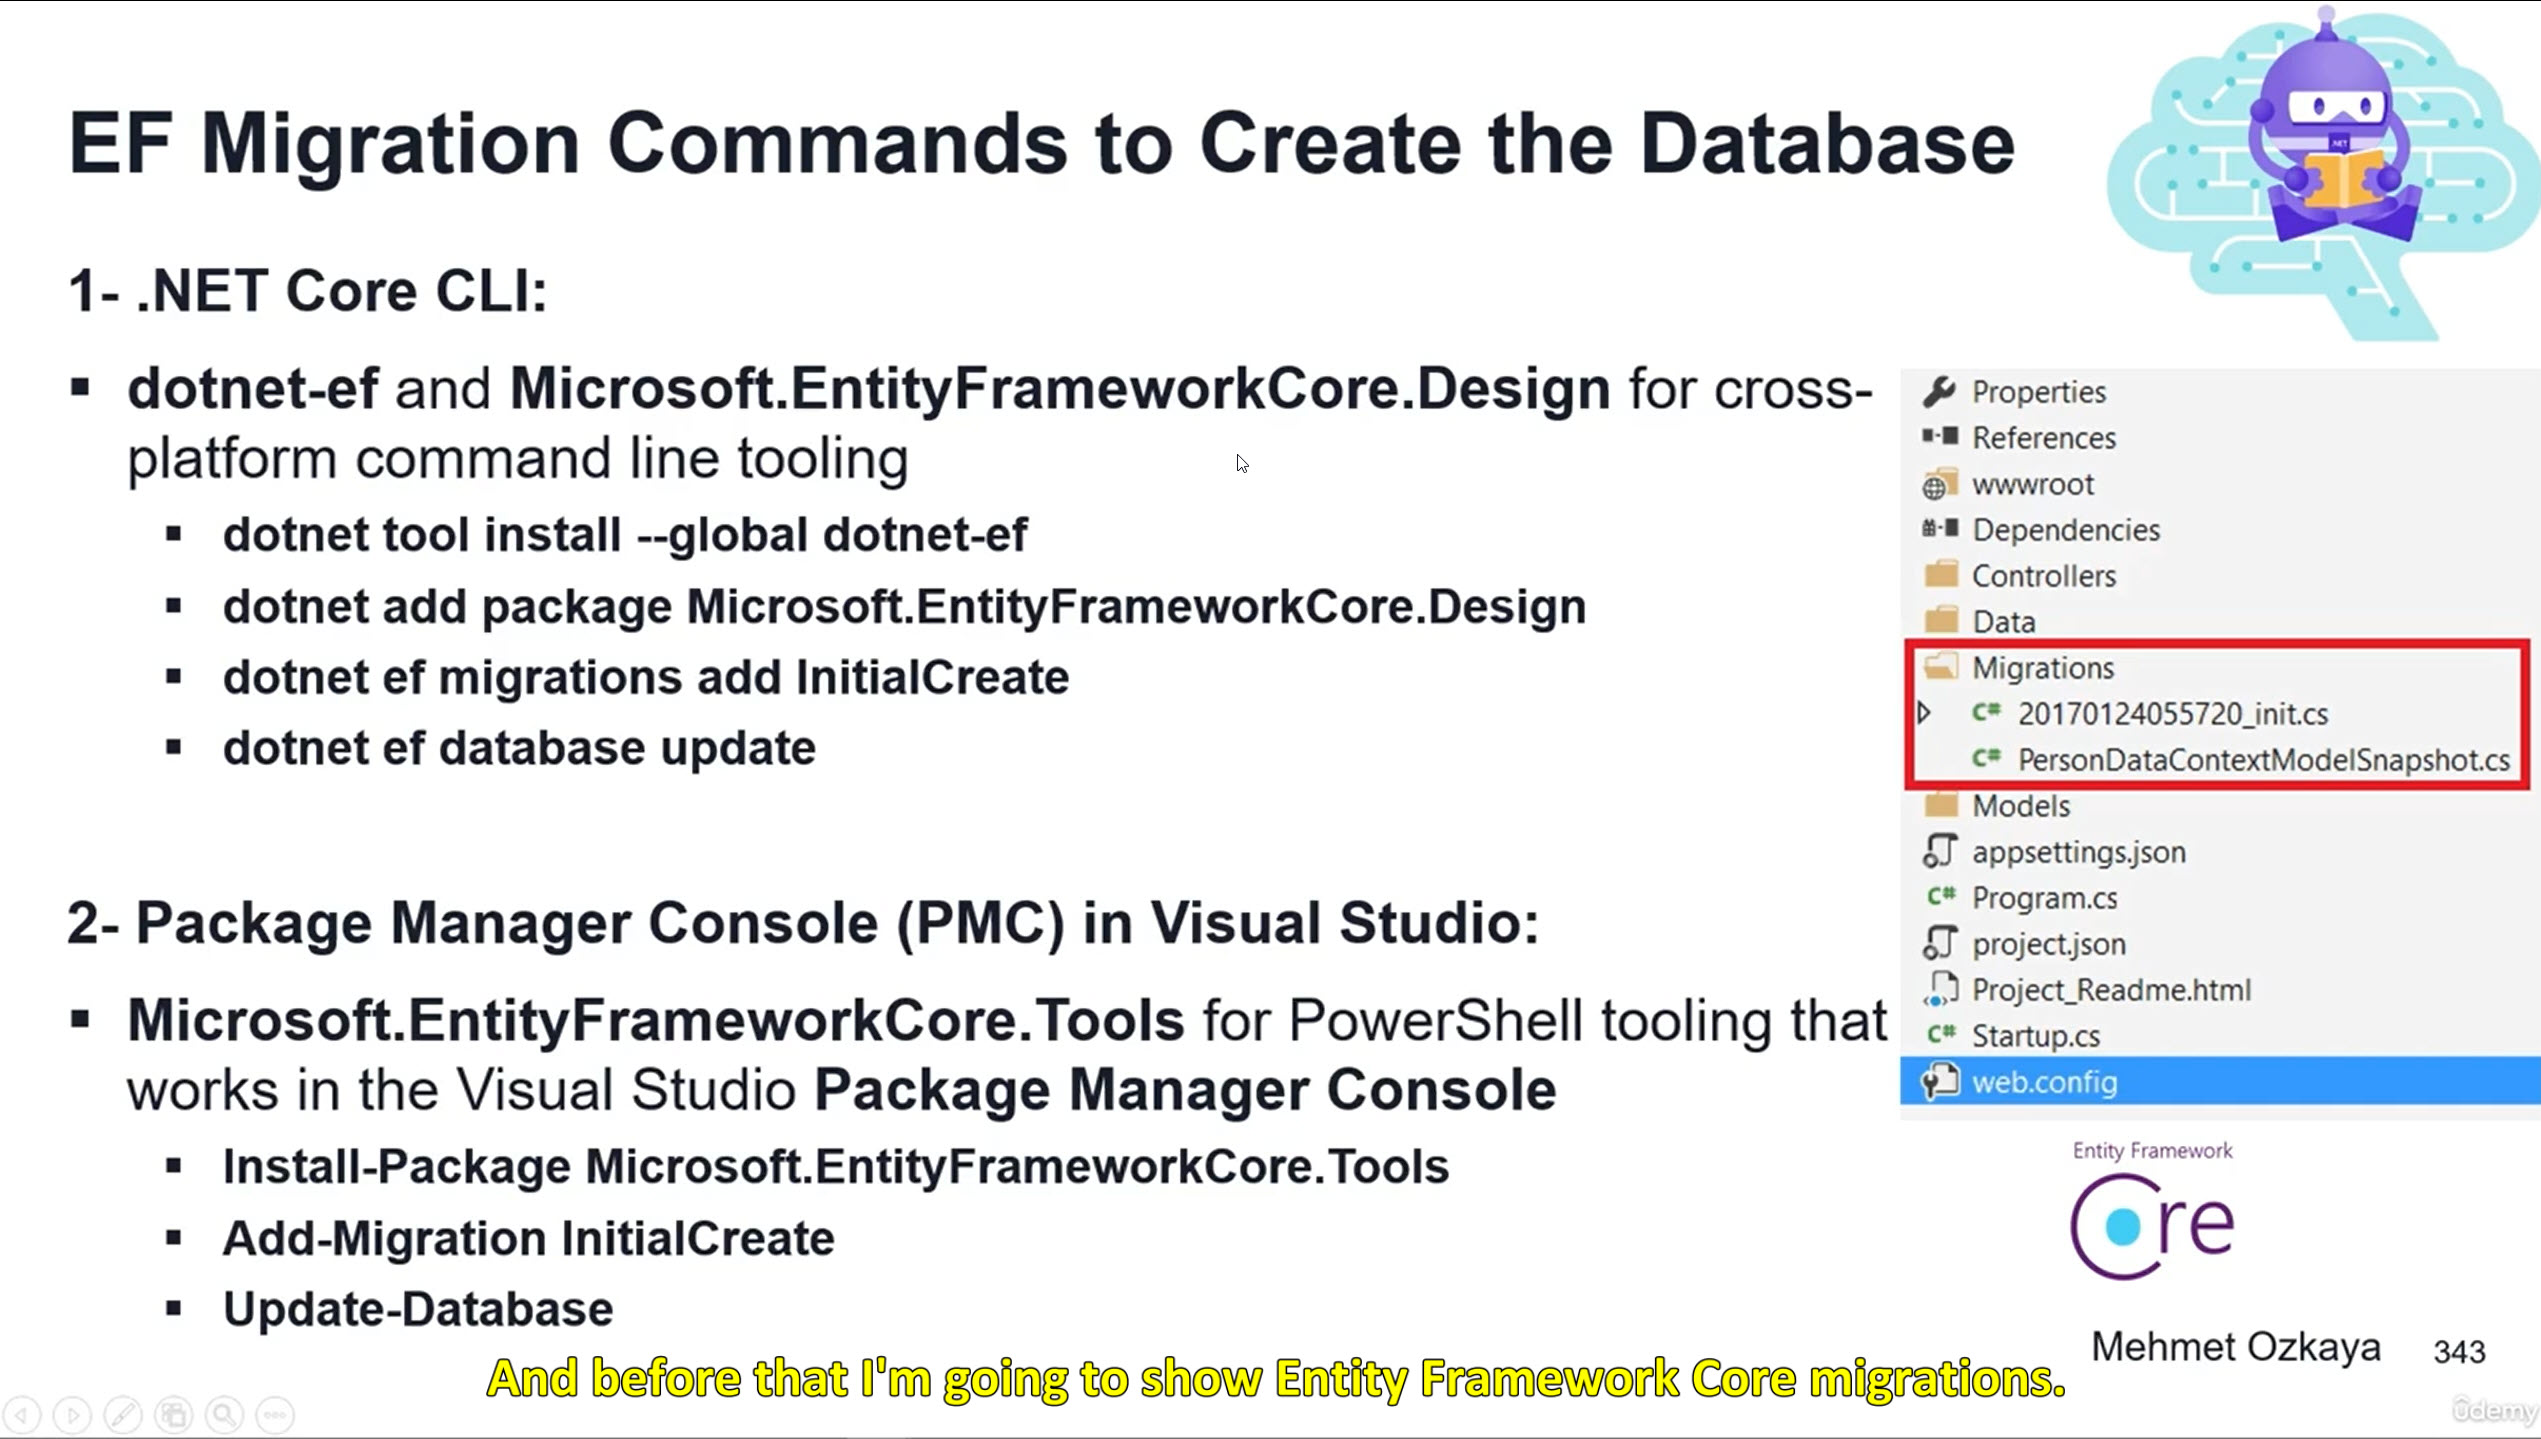 EF Migration Commands to Create the Database
.NET
1- .NET Core CLI:
▪ dotnet-ef and Microsoft.EntityFrameworkCore.Design for cross-
platform command line tooling
▪ dotnet tool install --global dotnet-ef
▪ dotnet add package Microsoft.EntityFrameworkCore.Design
▪ dotnet ef migrations add InitialCreate
▪ dotnet ef database update
2- Package Manager Console (PMC) in Visual Studio:
▪ Microsoft.EntityFrameworkCore.Tools for PowerShell tooling that
works in the Visual Studio Package Manager Console
▪ Install-Package Microsoft.EntityFrameworkCore.Tools
▪ Add-Migration InitialCreate
▪ Update-Database
Properties
References
wwwroot
Dependencies
Controllers
Data
Migrations
C# 20170124055720_init.cs
C# PersonDataContextModelSnapshot.cs
Models
appsettings.json
C# Program.cs
project.json
Project_Readme.html
C# Startup.cs
web.config
Entity Framework
Core
Mehmet Ozkaya 343
And before that I'm going to show Entity Framework Core migrations.
ûdemy